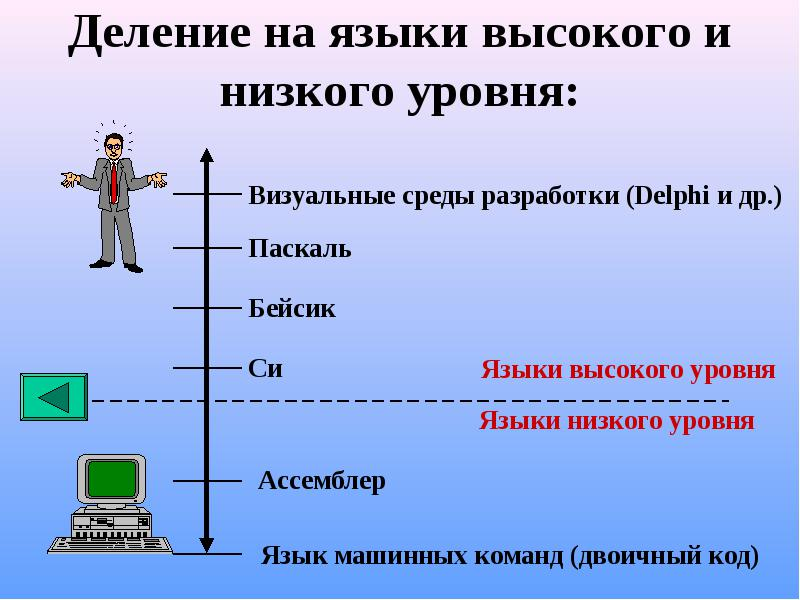 Деление на языки высокого и
низкого уровня:
Визуальные среды разработки (Delphi и др.)
Паскаль
Бейсик
Си
Языки высокого уровня
Языки низкого уровня
Ассемблер
Язык машинных команд (двоичный код)